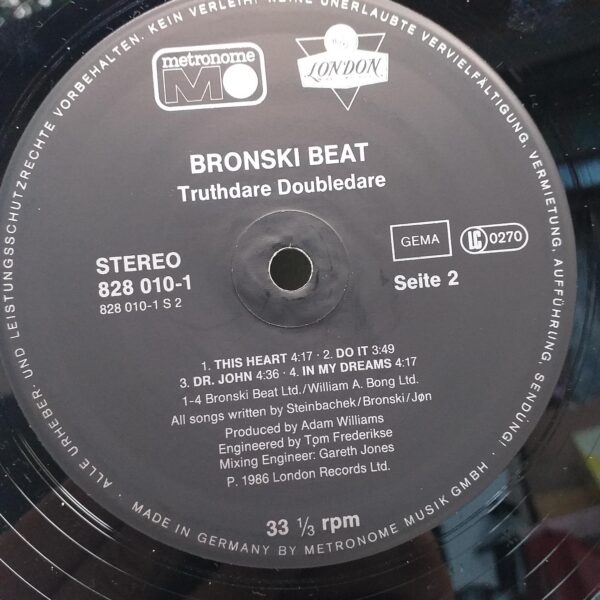 ALLE URHEBER- UND LEISTUNGSSCHUTZRECHTE VORBEHALTEN. KEIN VERLEIH! KEINE UNERLAUBTE VERVIELFÄLTIGUNG, VERMIETUNG, AUFFÜHRUNG, SENDUNG!
metronome
M
LONDON
BRONSKI BEAT
Truthdare Doubledare
STEREO
828 010-1
828 010-1 S 2
GEMA
LC 0270
Seite 2
1. THIS HEART 4:17 · 2. DO IT 3:49
3. DR. JOHN 4:36 · 4. IN MY DREAMS 4:17
1-4 Bronski Beat Ltd./William A. Bong Ltd.
All songs written by Steinbachek/Bronski/Jøn
Produced by Adam Williams
Engineered by Tom Frederikse
Mixing Engineer: Gareth Jones
P. 1986 London Records Ltd.
33 1/3 rpm
· MADE IN GERMANY BY METRONOME MUSIK GMBH ·